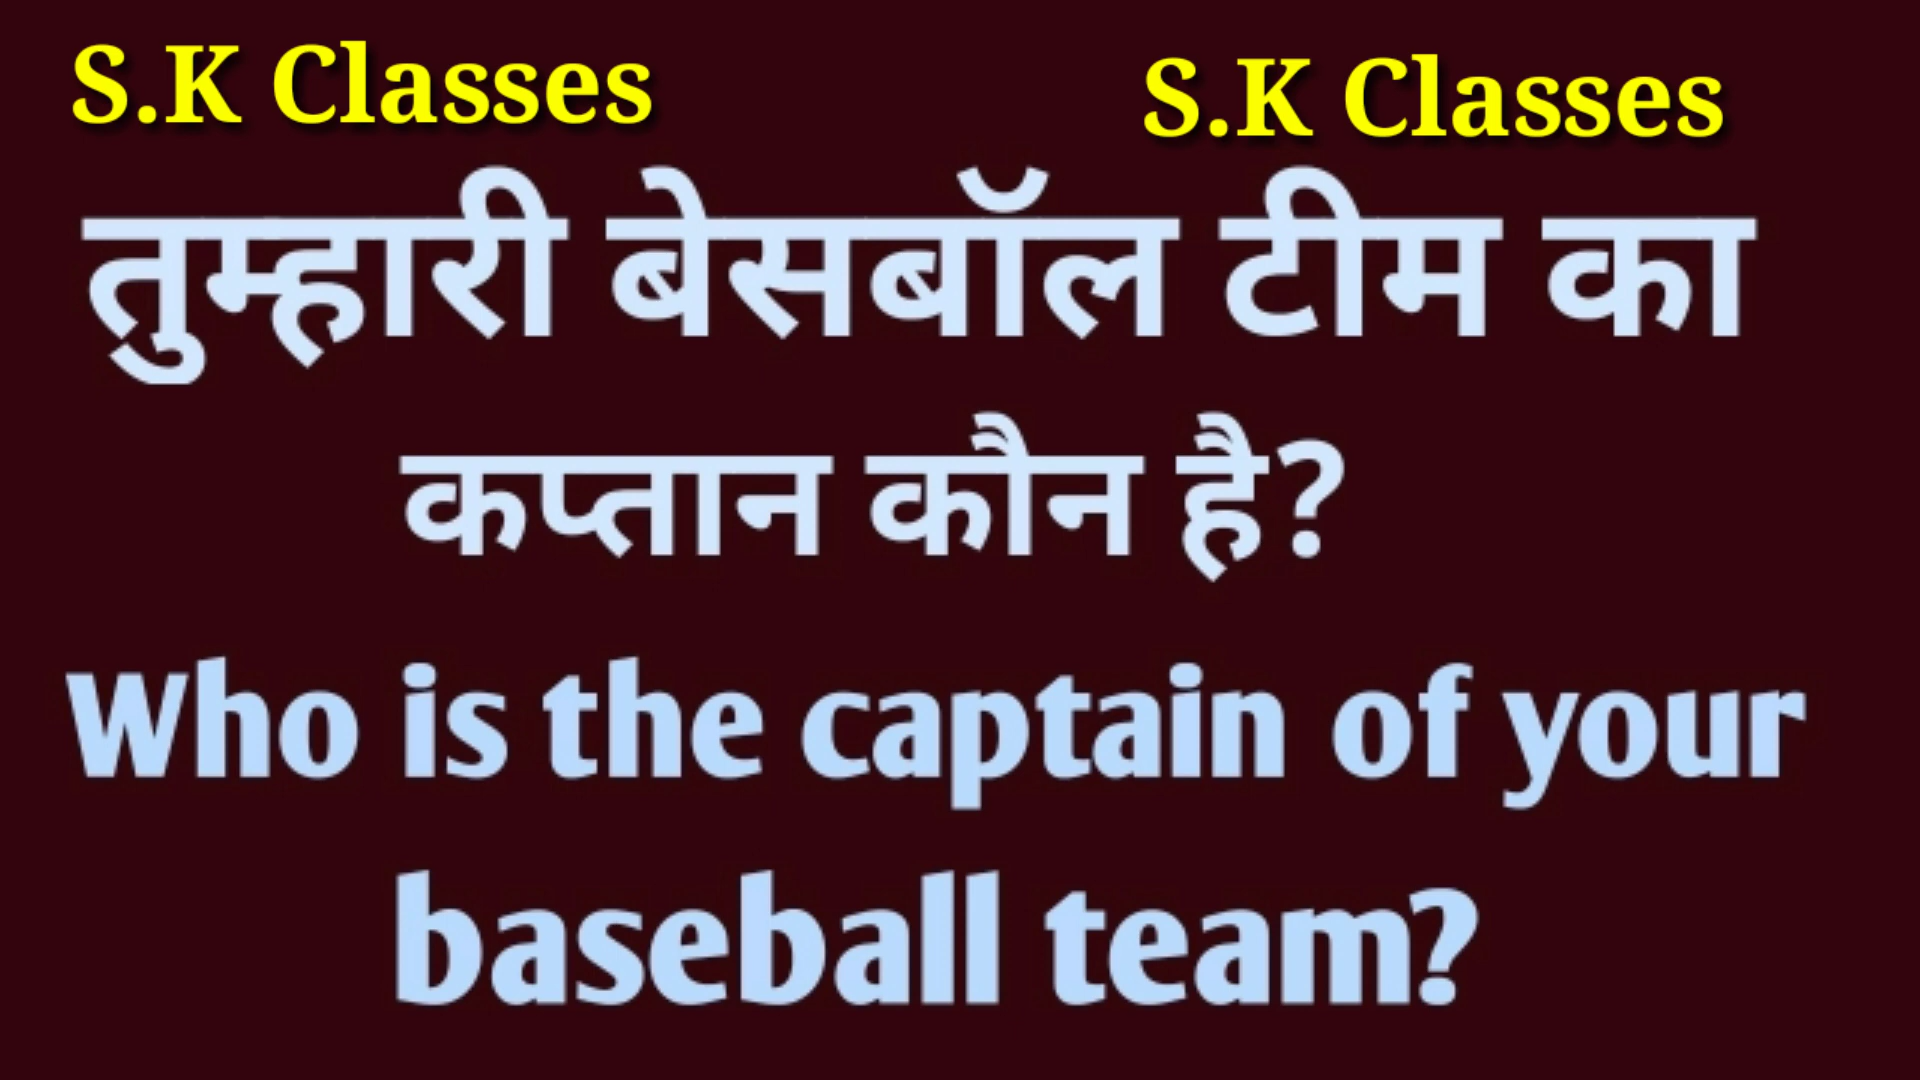 S.K Classes S.K Classes
तुम्हारी बेसबॉल टीम का
कप्तान कौन है?
Who is the captain of your
baseball team?